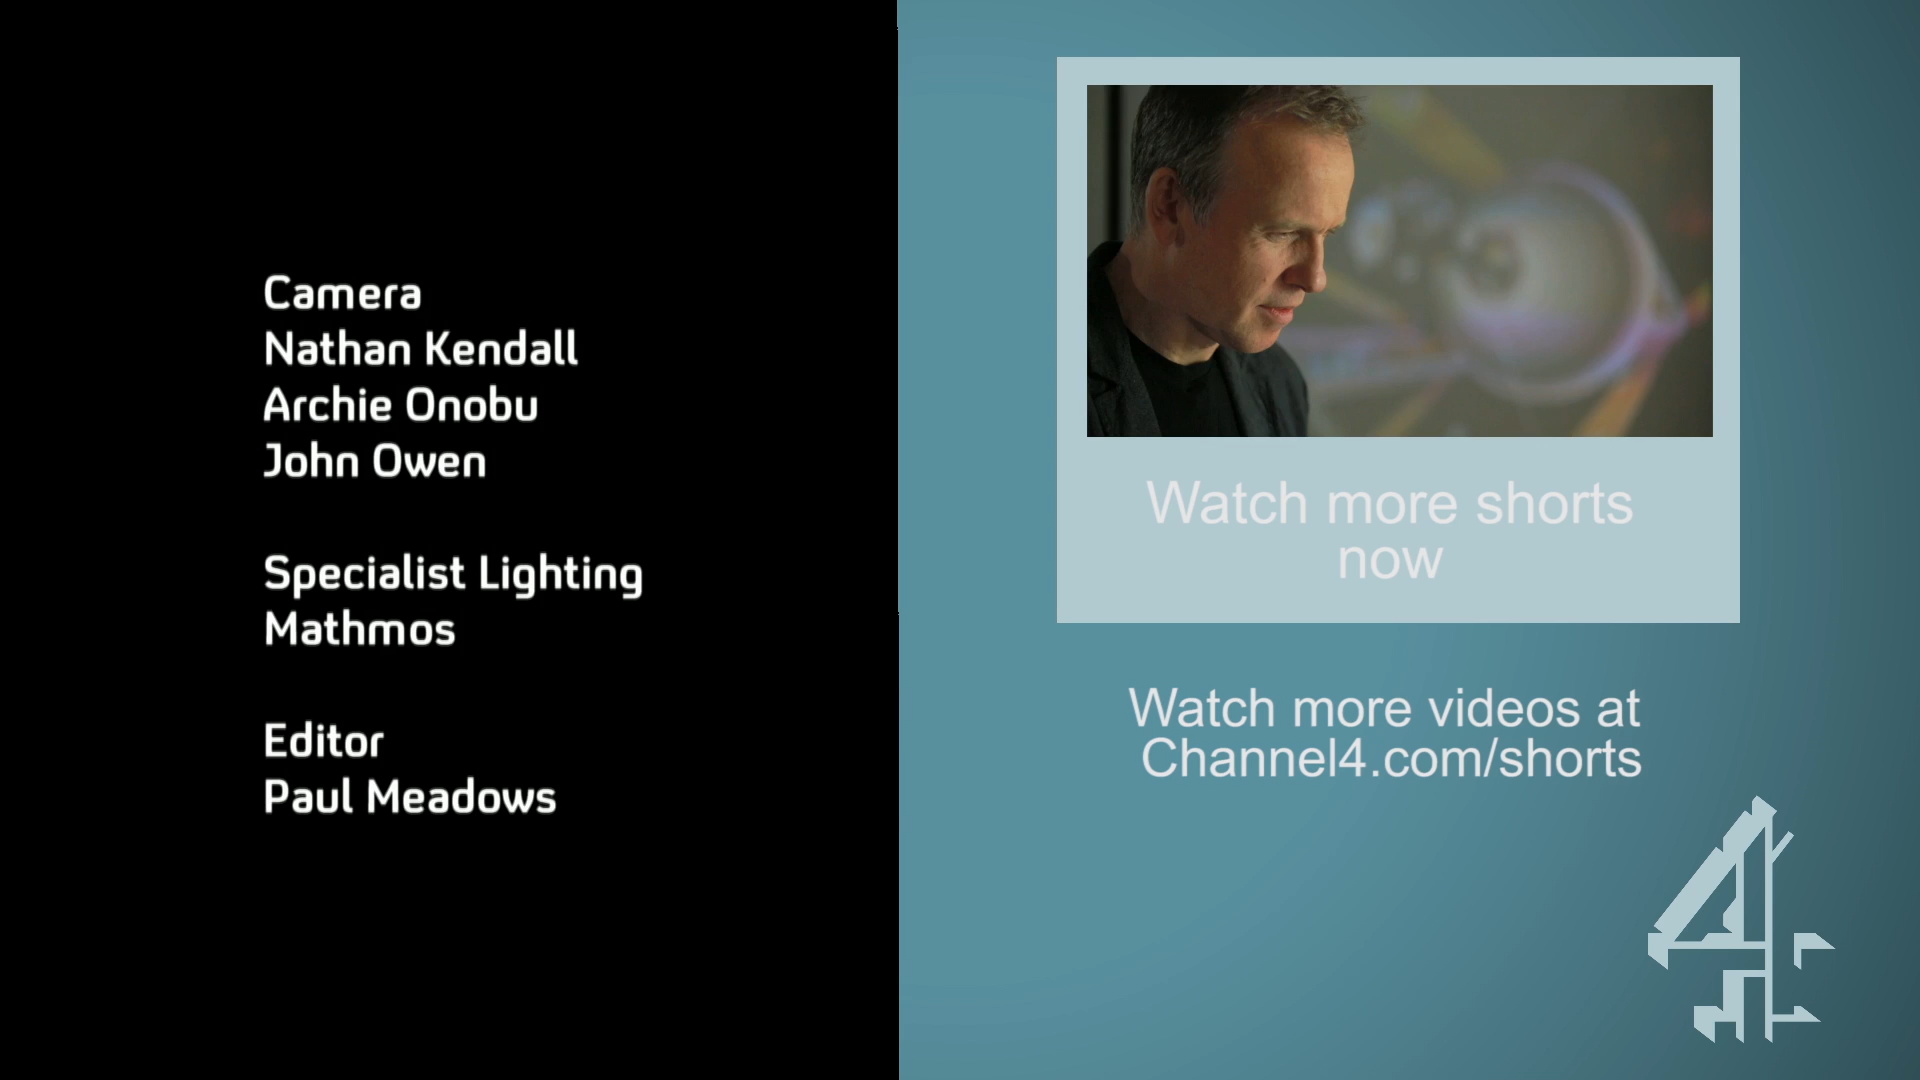 Camera
Nathan Kendall
Archie Onobu
John Owen
Specialist Lighting
Mathmos
Editor
Paul Meadows
Watch more shorts
now
Watch more videos at
Channel4.com/shorts
4